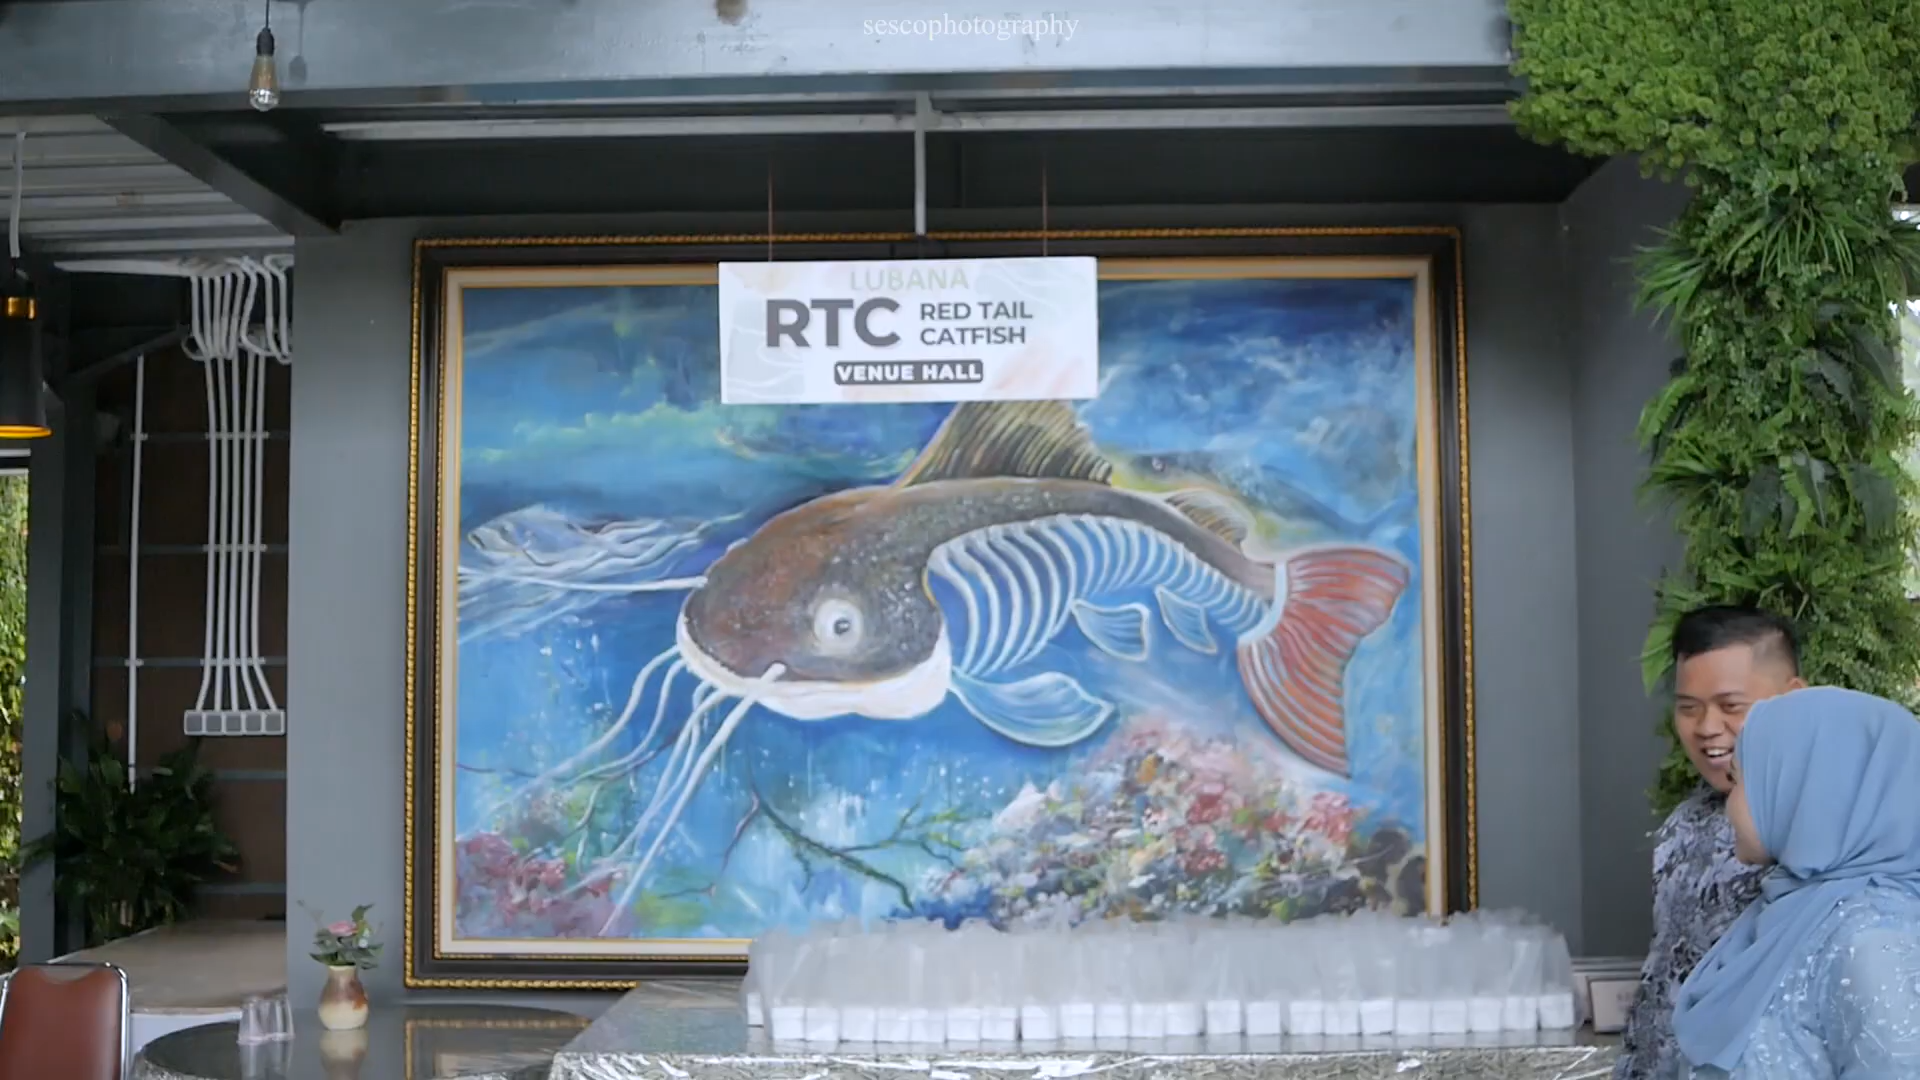 sescophotography
LUBANA
RTC RED TAIL
CATFISH
VENUE HALL